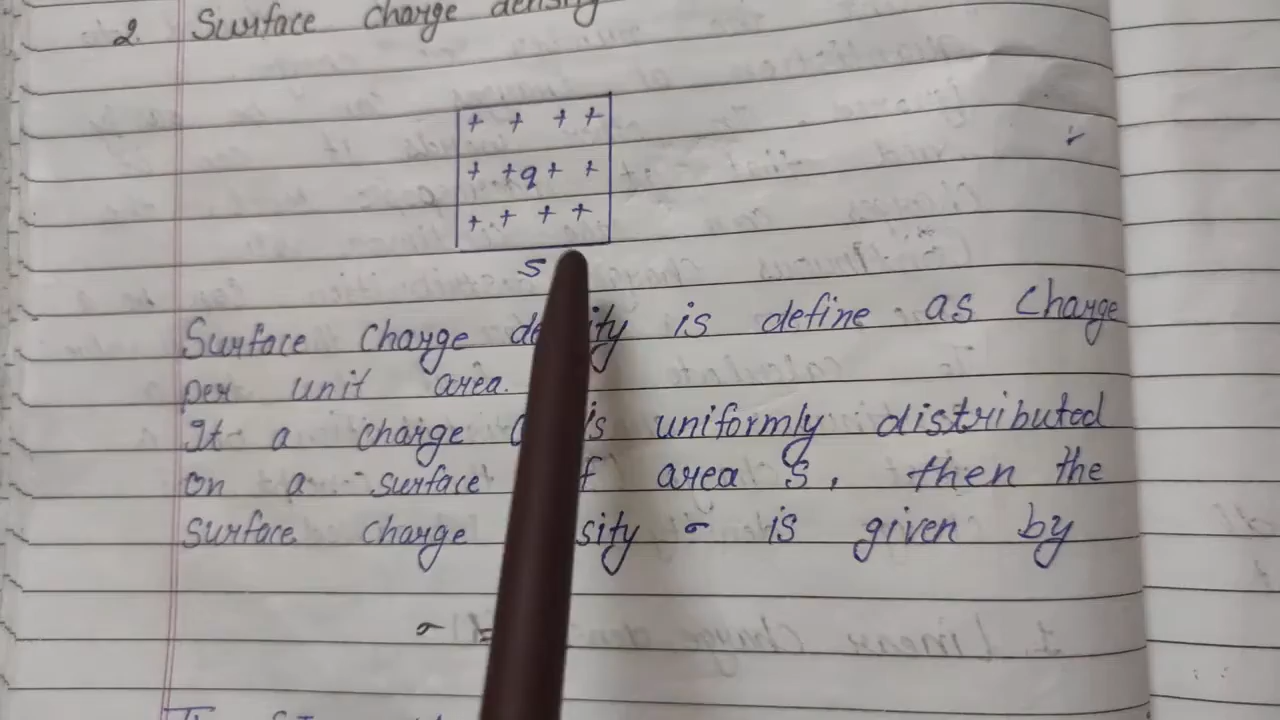 2. Surface Charge density
+ + + +
+ + q + +
+ + + +
S
Surface Charge is define as Charge
per unit area.
It a charge is uniformly distributed
on a surface area S, then the
surface charge σ is given by
σ =